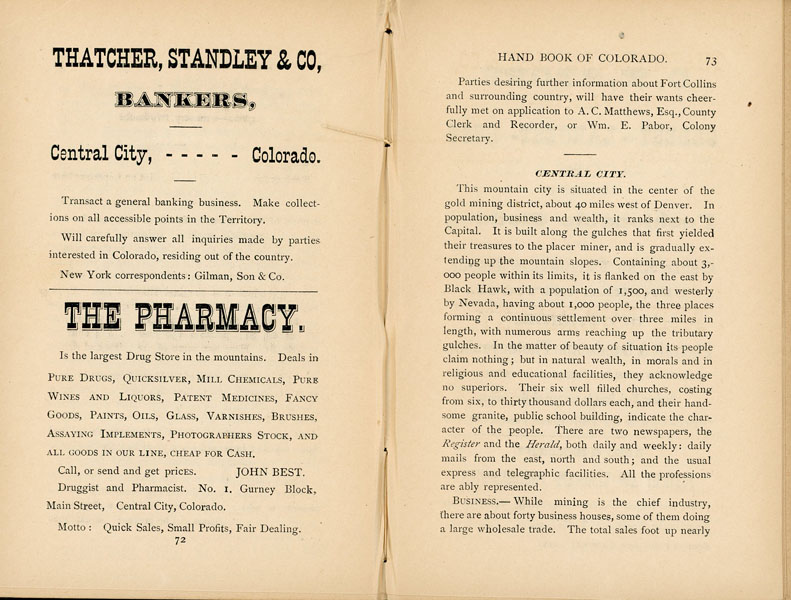 THATCHER, STANDLEY & CO,
BANKERS,
Central City, - - - - - Colorado.
Transact a general banking business. Make collect-
ions on all accessible points in the Territory.
Will carefully answer all inquiries made by parties
interested in Colorado, residing out of the country.
New York correspondents: Gilman, Son & Co.
THE PHARMACY.
Is the largest Drug Store in the mountains. Deals in
PURE DRUGS, QUICKSILVER, MILL CHEMICALS, PURE
WINES AND LIQUORS, PATENT MEDICINES, FANCY
GOODS, PAINTS, OILS, GLASS, VARNISHES, BRUSHES,
ASSAYING IMPLEMENTS, PHOTOGRAPHERS STOCK, AND
ALL GOODS IN OUR LINE, CHEAP FOR CASH.
Call, or send and get prices. JOHN BEST.
Druggist and Pharmacist. No. 1. Gurney Block,
Main Street, Central City, Colorado.
Motto: Quick Sales, Small Profits, Fair Dealing.
72
HAND BOOK OF COLORADO. 73
Parties desiring further information about Fort Collins
and surrounding country, will have their wants cheer-
fully met on application to A. C. Matthews, Esq., County
Clerk and Recorder, or Wm. E. Pabor, Colony
Secretary.
CENTRAL CITY.
This mountain city is situated in the center of the
gold mining district, about 40 miles west of Denver. In
population, business and wealth, it ranks next to the
Capital. It is built along the gulches that first yielded
their treasures to the placer miner, and is gradually ex-
tending up the mountain slopes. Containing about 3,-
000 people within its limits, it is flanked on the east by
Black Hawk, with a population of 1,500, and westerly
by Nevada, having about 1,000 people, the three places
forming a continuous settlement over three miles in
length, with numerous arms reaching up the tributary
gulches. In the matter of beauty of situation its people
claim nothing; but in natural wealth, in morals and in
religious and educational facilities, they acknowledge
no superiors. Their six well filled churches, costing
from six, to thirty thousand dollars each, and their hand-
some granite, public school building, indicate the char-
acter of the people. There are two newspapers, the
Register and the Herald, both daily and weekly: daily
mails from the east, north and south; and the usual
express and telegraphic facilities. All the professions
are ably represented.
BUSINESS.— While mining is the chief industry,
there are about forty business houses, some of them doing
a large wholesale trade. The total sales foot up nearly